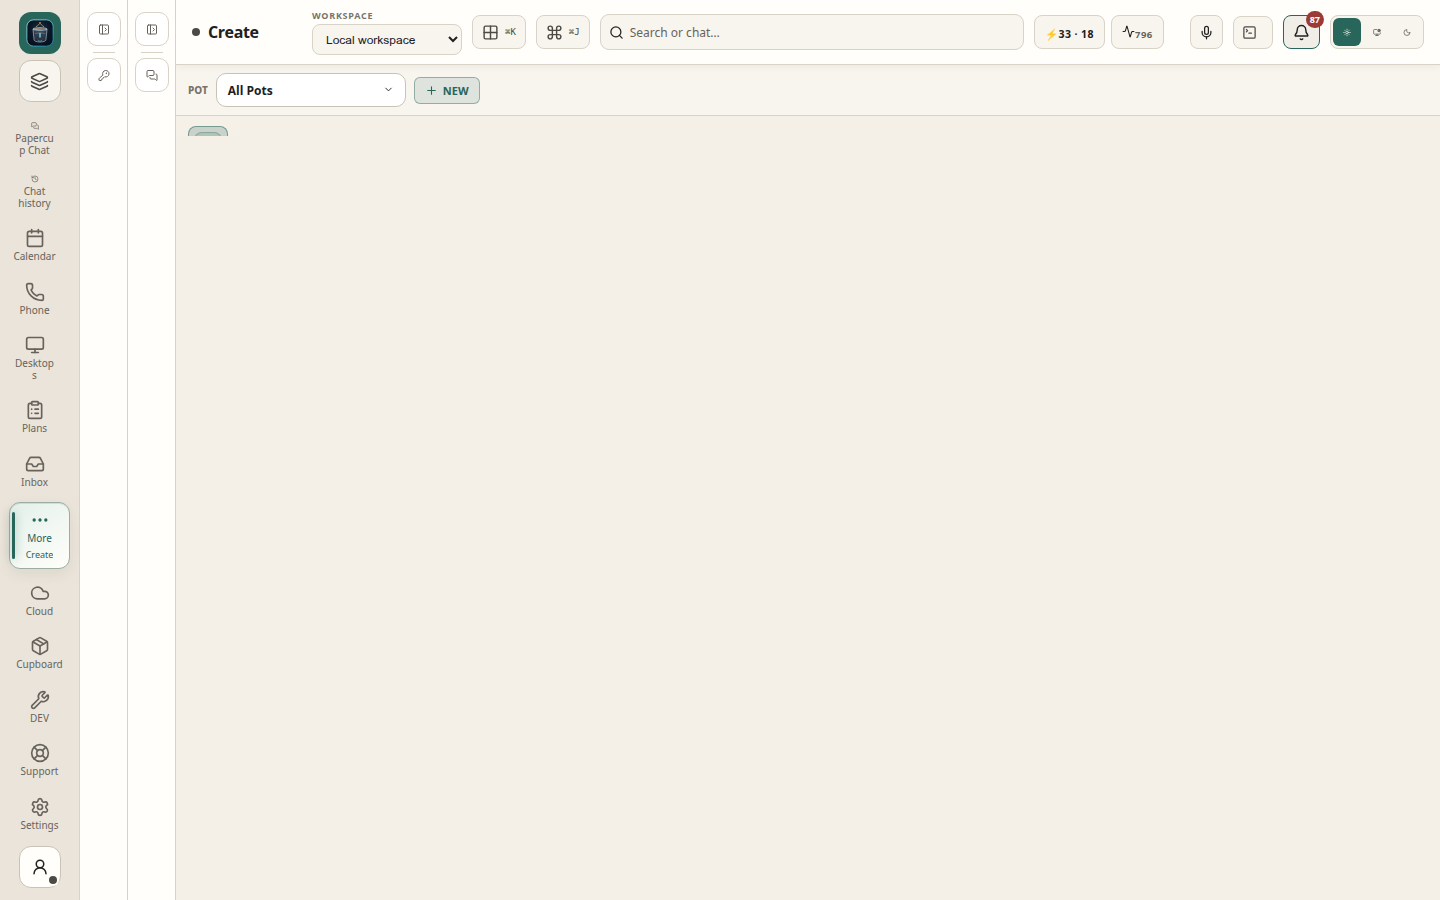 Papercu
p Chat
Chat
history
Calendar
Phone
Desktop
s
Plans
Inbox
More
Create
Cloud
Cupboard
DEV
Support
Settings
Create
WORKSPACE
Local workspace
⌘K
⌘J
Search or chat...
⚡33 · 18
796
87
POT
All Pots
+ NEW